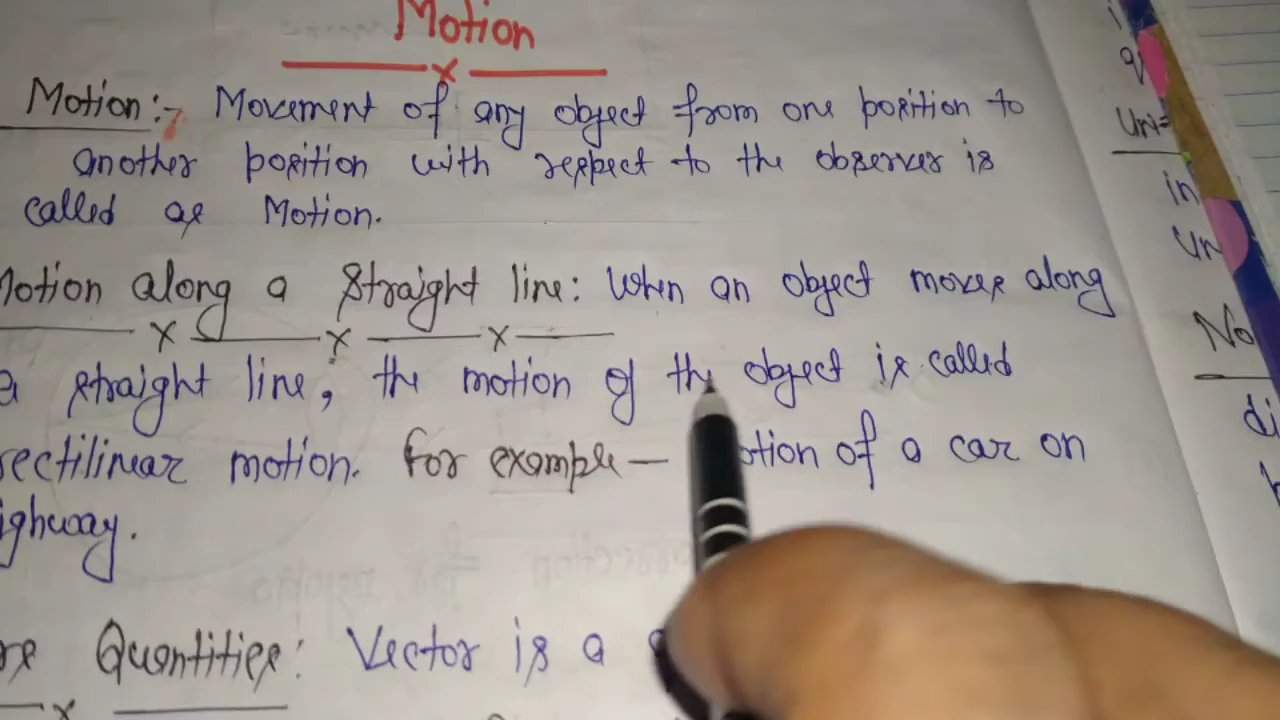 Motion
Motion:- Movement of any object from one position to
another position with respect to the observer is
called as Motion.
Motion along a straight line: When an object moves along
a straight line, the motion of the object is called
rectilinear motion. For example — otion of a car on
ighway.
Quantities: Vector is a